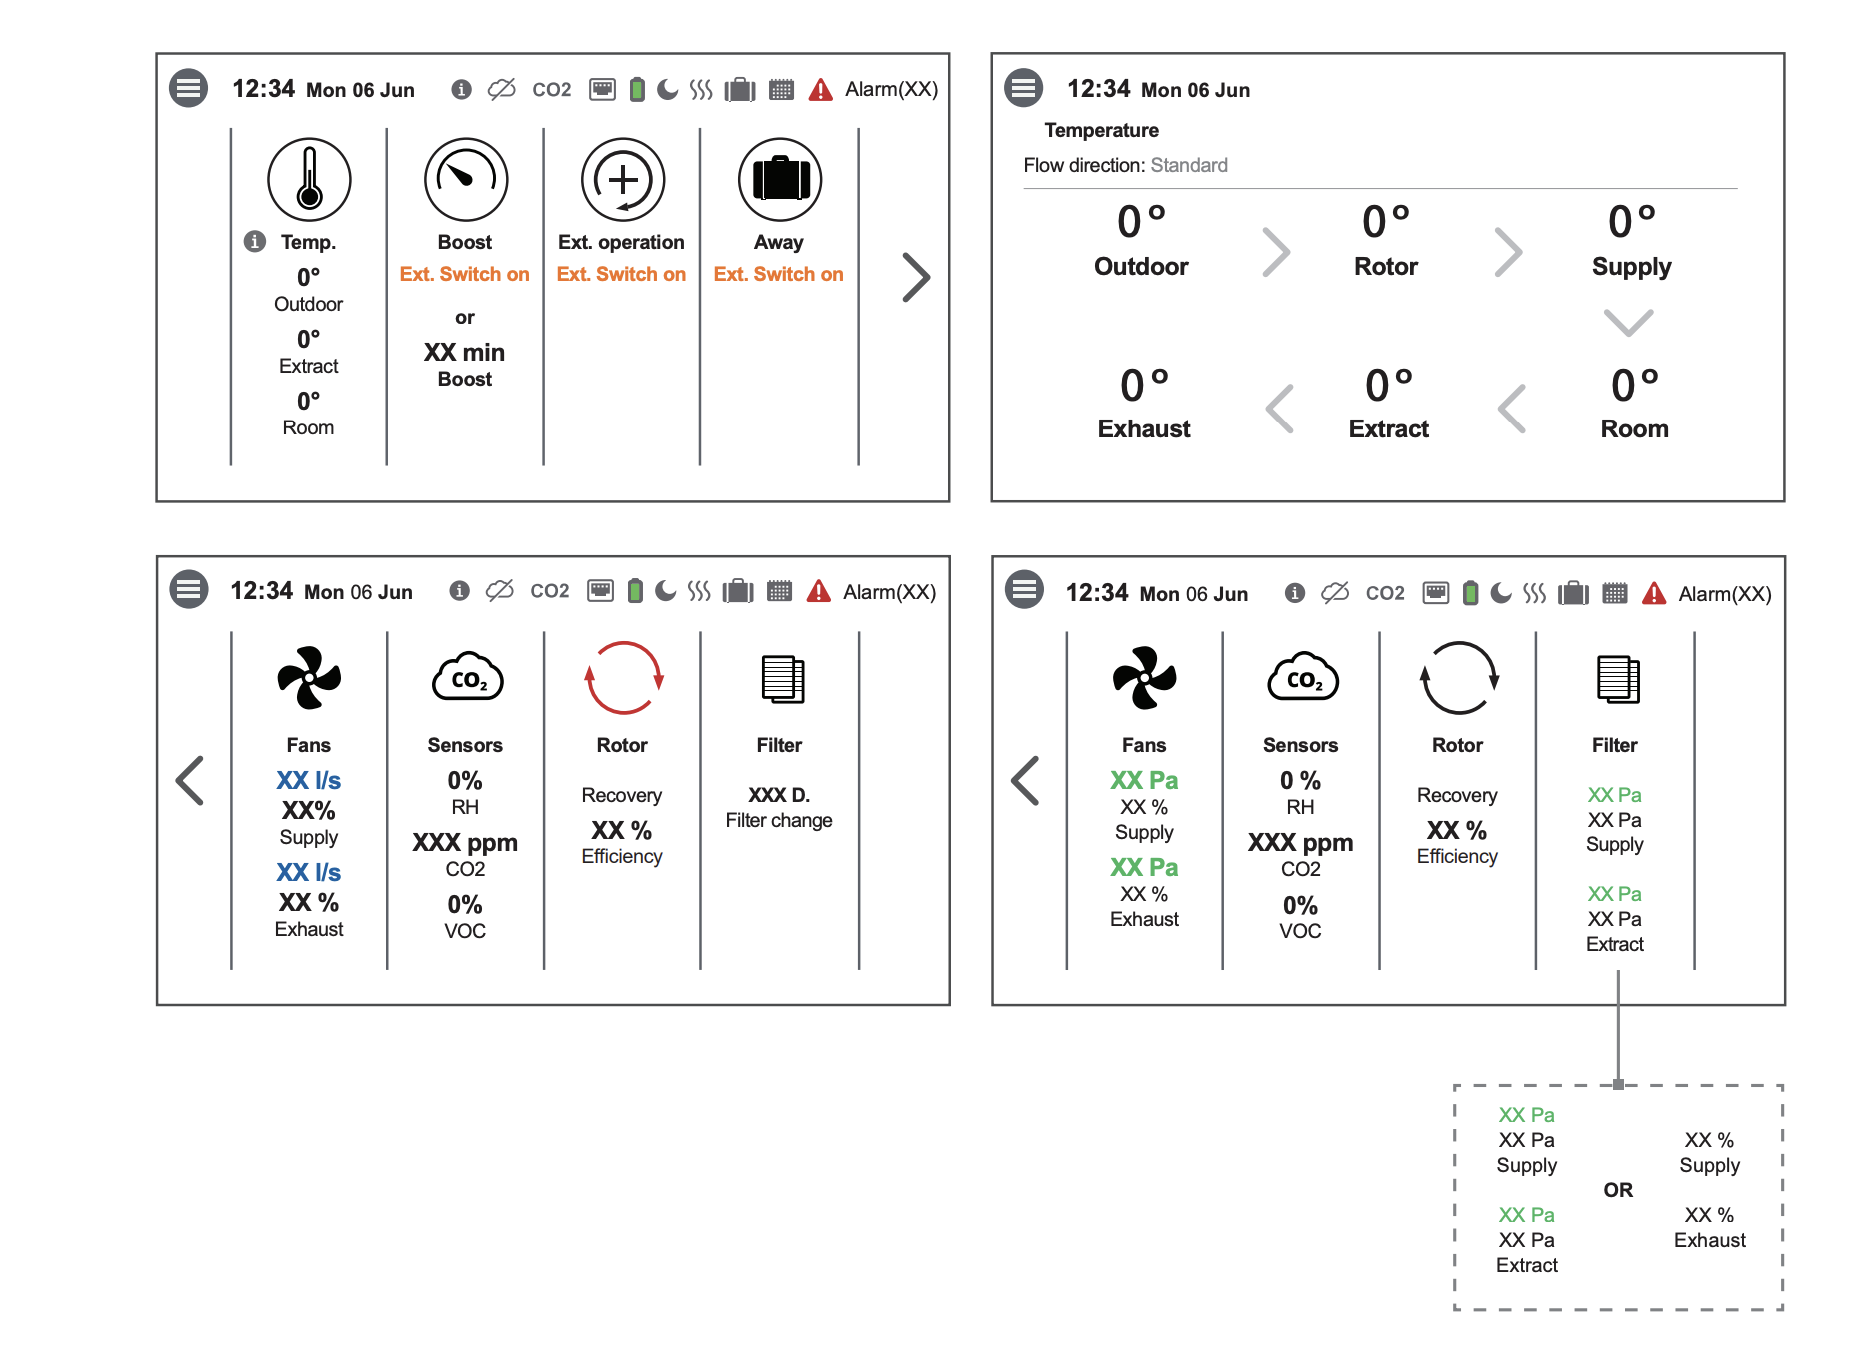 12:34 Mon 06 Jun CO2 Alarm(XX)
Temp.
0°
Outdoor
0°
Extract
0°
Room
Boost
Ext. Switch on
or
XX min
Boost
Ext. operation
Ext. Switch on
Away
Ext. Switch on
12:34 Mon 06 Jun
Temperature
Flow direction: Standard
0° 0° 0°
Outdoor Rotor Supply
0° 0° 0°
Exhaust Extract Room
12:34 Mon 06 Jun CO2 Alarm(XX)
Fans
XX l/s
XX%
Supply
XX l/s
XX %
Exhaust
CO2
Sensors
0%
RH
XXX ppm
CO2
0%
VOC
Rotor
Recovery
XX %
Efficiency
Filter
XXX D.
Filter change
12:34 Mon 06 Jun CO2 Alarm(XX)
Fans
XX Pa
XX %
Supply
XX Pa
XX %
Exhaust
CO2
Sensors
0 %
RH
XXX ppm
CO2
0%
VOC
Rotor
Recovery
XX %
Efficiency
Filter
XX Pa
XX Pa
Supply
XX Pa
XX Pa
Extract
XX Pa
XX Pa
Supply
XX Pa
XX Pa
Extract
OR
XX %
Supply
XX %
Exhaust